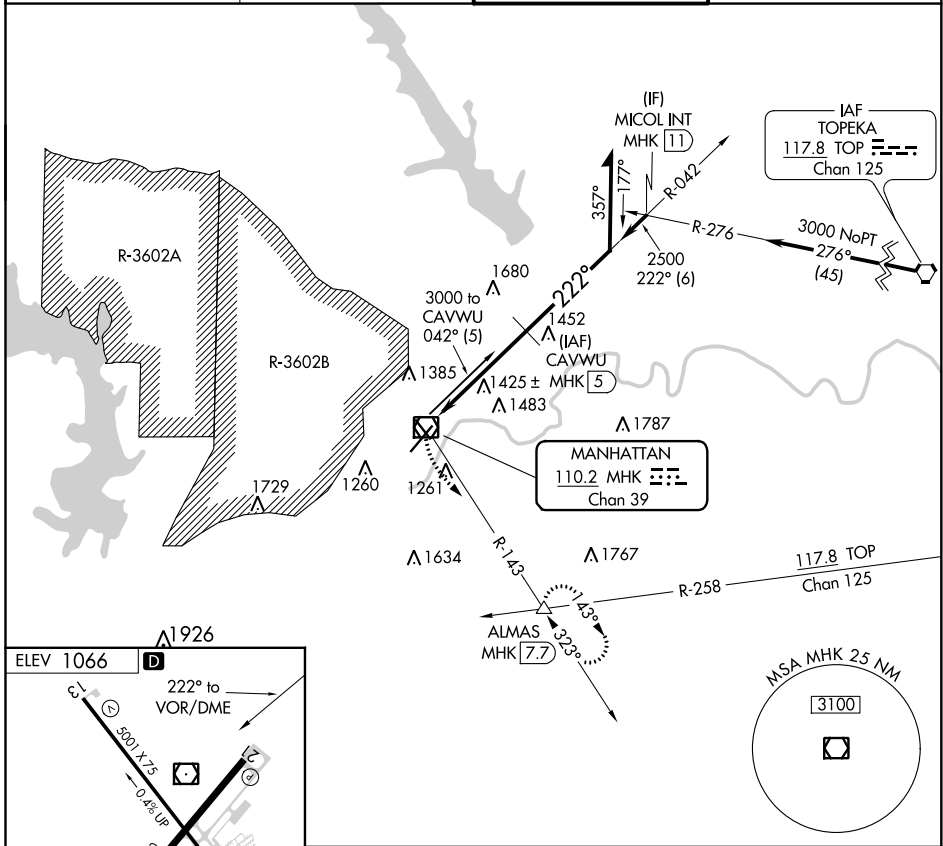 (IF)
MICOL INT
MHK 11
IAF
TOPEKA
117.8 TOP
Chan 125
R-042
357°
177°
R-276
3000 NoPT
276°
(45)
2500
222° (6)
R-3602A
1680
222°
3000 to
CAVWU
042° (5)
1452
(IAF)
CAVWU
MHK 5
R-3602B
1385
1425 ±
1483
1787
MANHATTAN
110.2 MHK
Chan 39
1260
1261
1729
R-143
1634
1767
117.8 TOP
Chan 125
R-258
143°
323°
ALMAS
MHK 7.7
1926
ELEV 1066
D
222° to
VOR/DME
13
V
5001 X 75
0.4% UP
21
P
MSA MHK 25 NM
3100